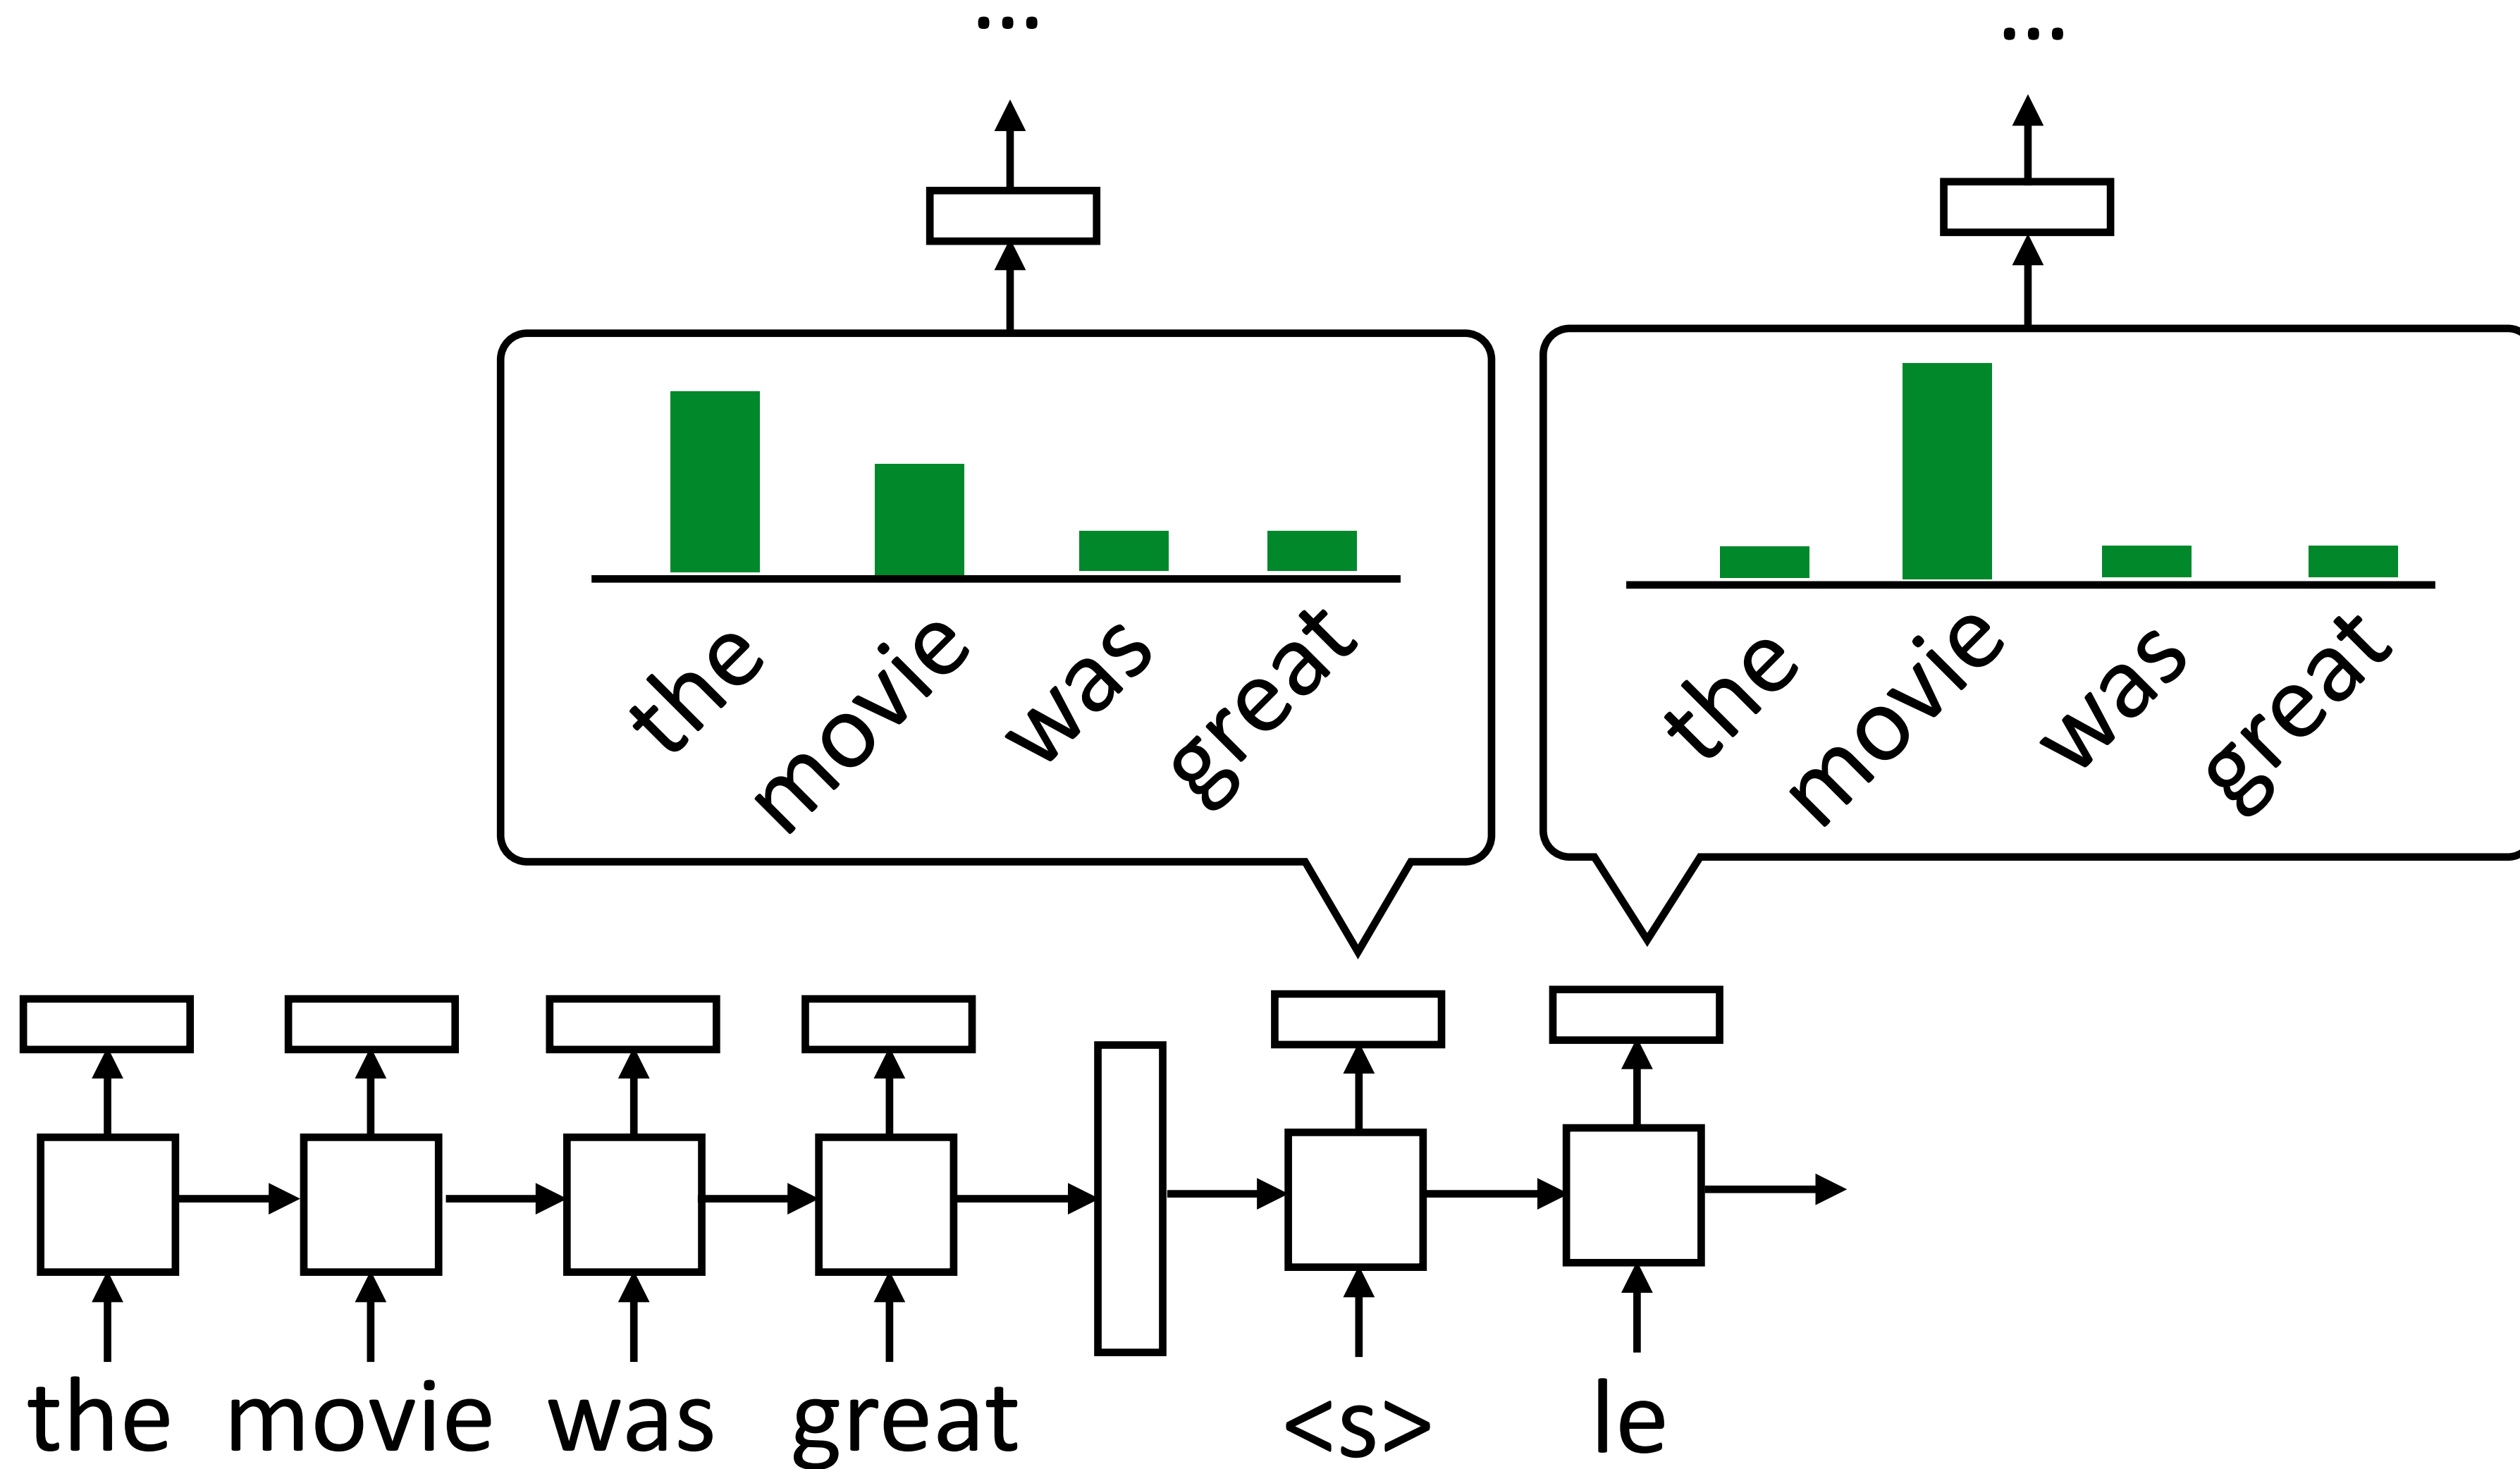 ... ...
the movie was great the movie was great
the movie was great <s> le